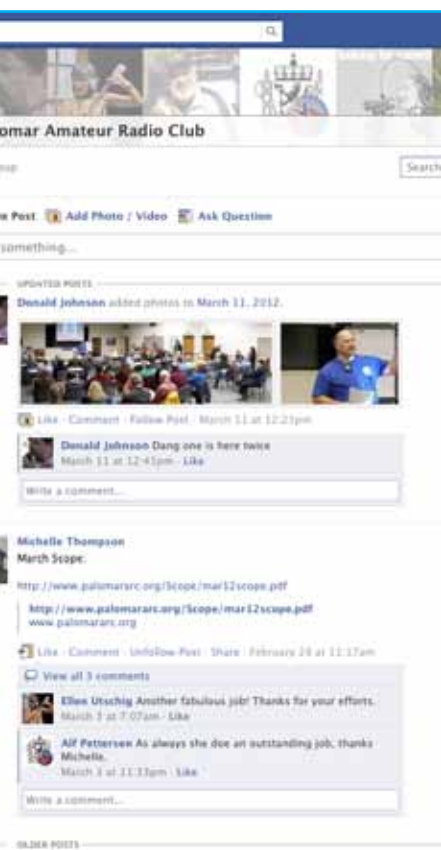 omar Amateur Radio Club
Search
Post Add Photo / Video Ask Question
something...
UPDATED POSTS
Donald Johnson added photos to March 11, 2012.
Like · Comment · Follow Post · March 11 at 12:23pm
Donald Johnson Dang one is here twice
March 11 at 12:41pm · Like
Write a comment...
Michelle Thompson
March Scope:
http://www.palomararc.org/Scope/mar12scope.pdf
http://www.palomararc.org/Scope/mar12scope.pdf
www.palomararc.org
Like · Comment · Unfollow Post · Share · February 28 at 11:17am
View all 3 comments
Ellen Utschig Another fabulous job! Thanks for your efforts.
March 3 at 7:07am · Like
Alf Pettersen As always she doe an outstanding job, thanks
Michelle.
March 3 at 11:33pm · Like
Write a comment...
OLDER POSTS